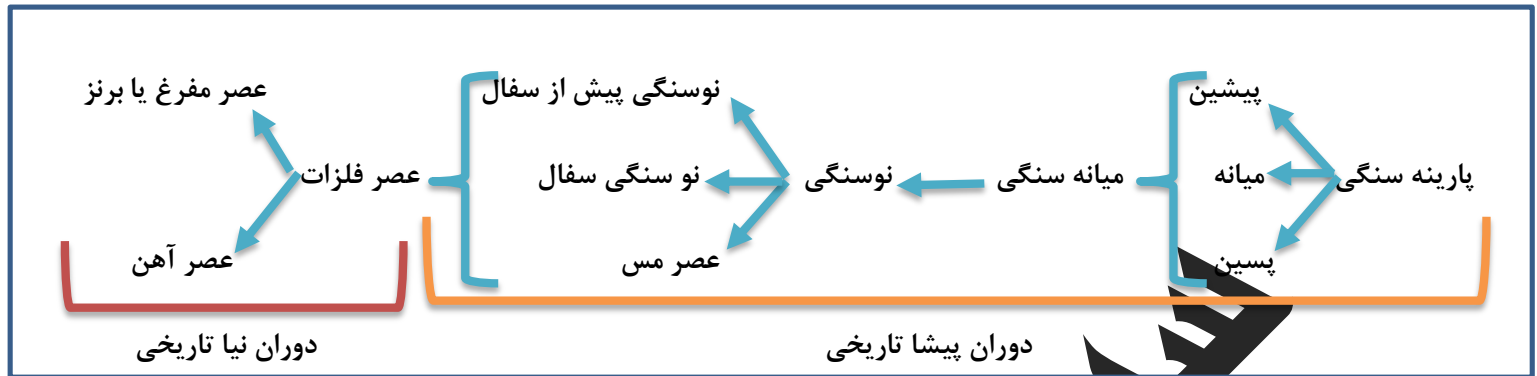 پیشین
نوسنگی پیش از سفال
عصر مفرغ یا برنز
پارینه سنگی
میانه
میانه سنگی
نوسنگی
نو سنگی سفال
عصر فلزات
پسین
عصر مس
عصر آهن
دوران پیشا تاریخی
دوران نیا تاریخی